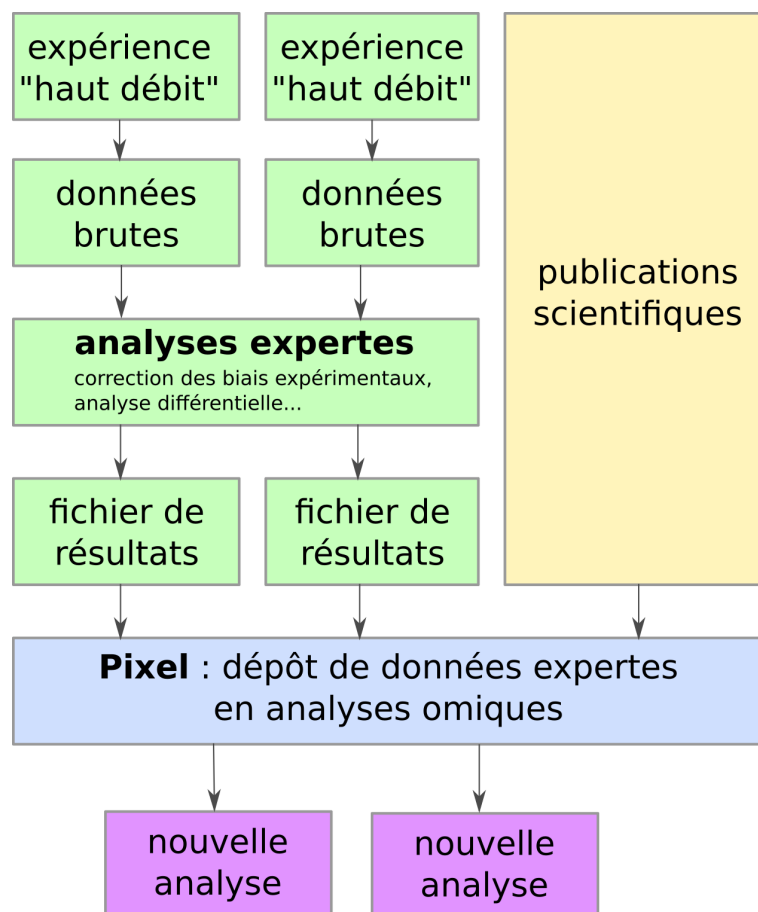 expérience
"haut débit"
expérience
"haut débit"
données
brutes
données
brutes
publications
scientifiques
analyses expertes
correction des biais expérimentaux,
analyse différentielle...
fichier de
résultats
fichier de
résultats
Pixel : dépôt de données expertes
en analyses omiques
nouvelle
analyse
nouvelle
analyse